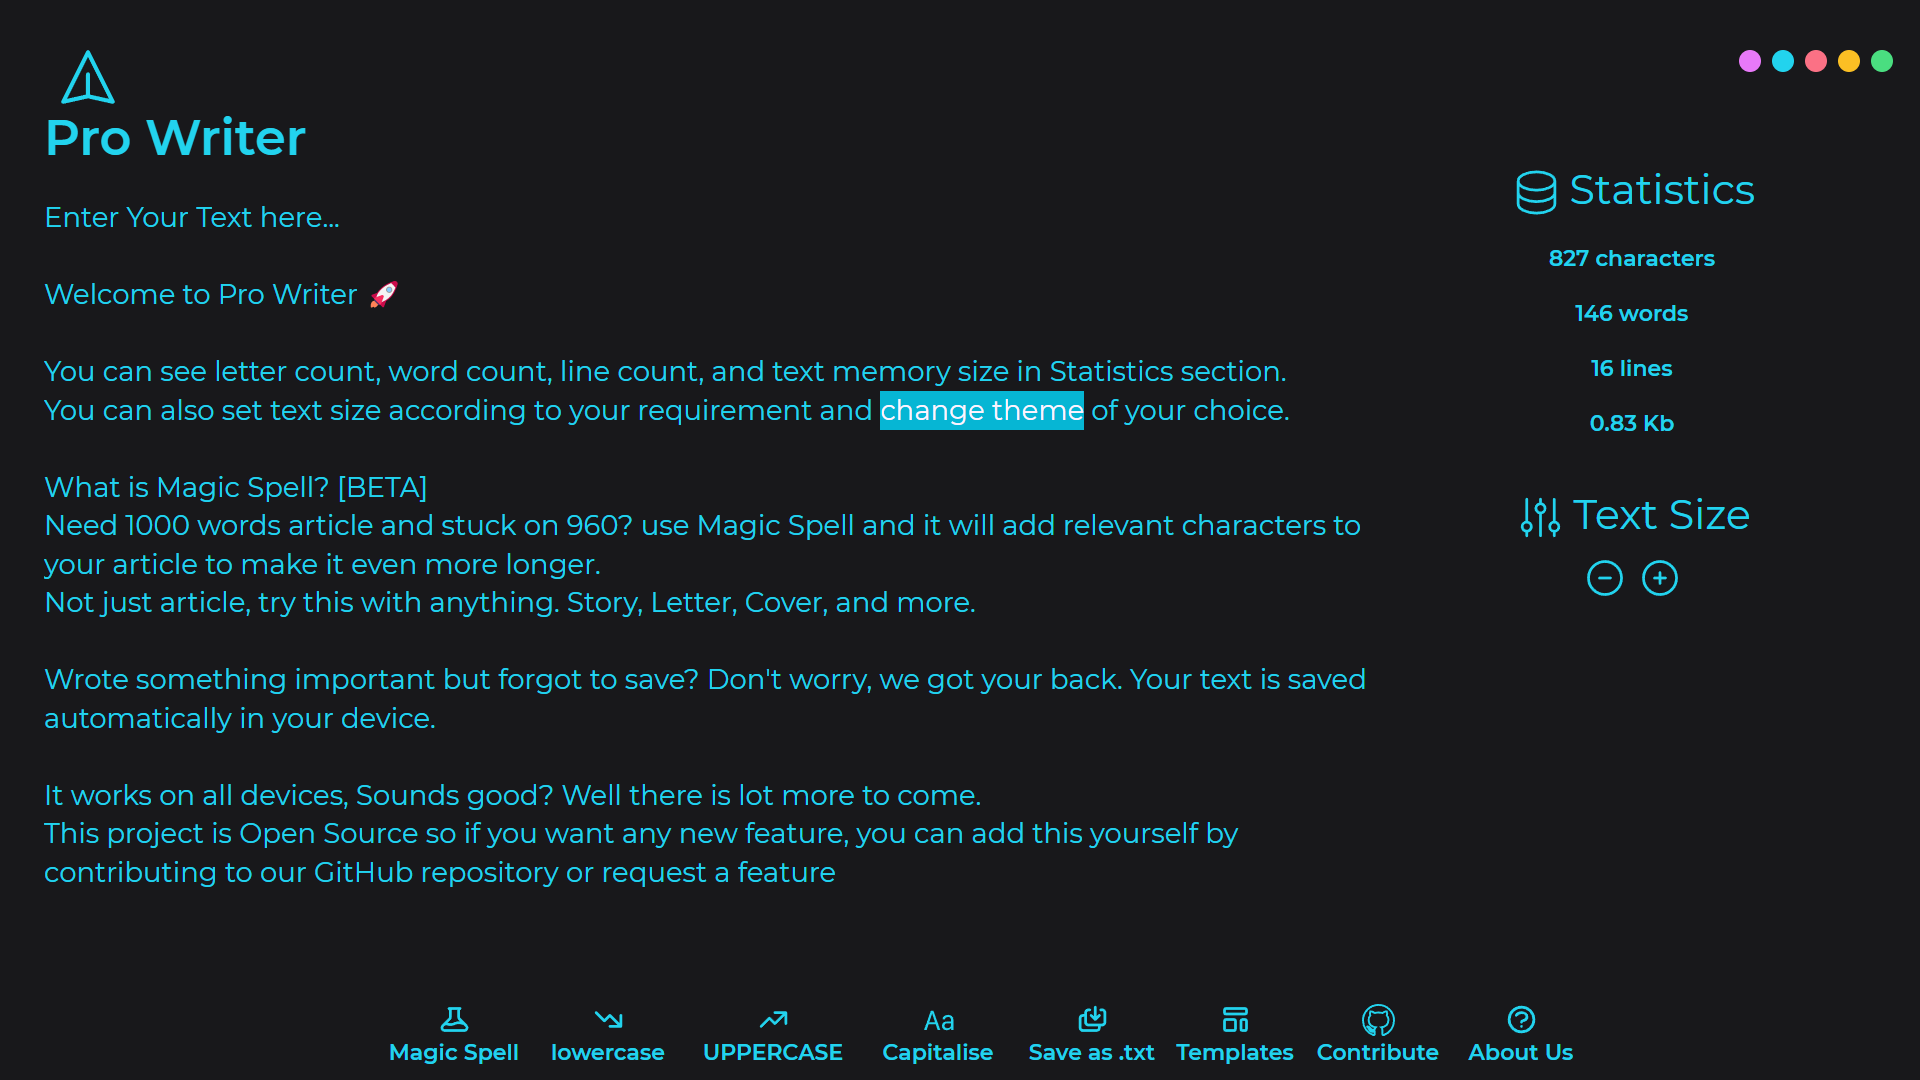 Pro Writer
Enter Your Text here...
Welcome to Pro Writer 🚀
You can see letter count, word count, line count, and text memory size in Statistics section.
You can also set text size according to your requirement and change theme of your choice.
What is Magic Spell? [BETA]
Need 1000 words article and stuck on 960? use Magic Spell and it will add relevant characters to
your article to make it even more longer.
Not just article, try this with anything. Story, Letter, Cover, and more.
Wrote something important but forgot to save? Don't worry, we got your back. Your text is saved
automatically in your device.
It works on all devices, Sounds good? Well there is lot more to come.
This project is Open Source so if you want any new feature, you can add this yourself by
contributing to our GitHub repository or request a feature
Statistics
827 characters
146 words
16 lines
0.83 Kb
Text Size
Magic Spell
lowercase
UPPERCASE
Aa
Capitalise
Save as .txt
Templates
Contribute
About Us